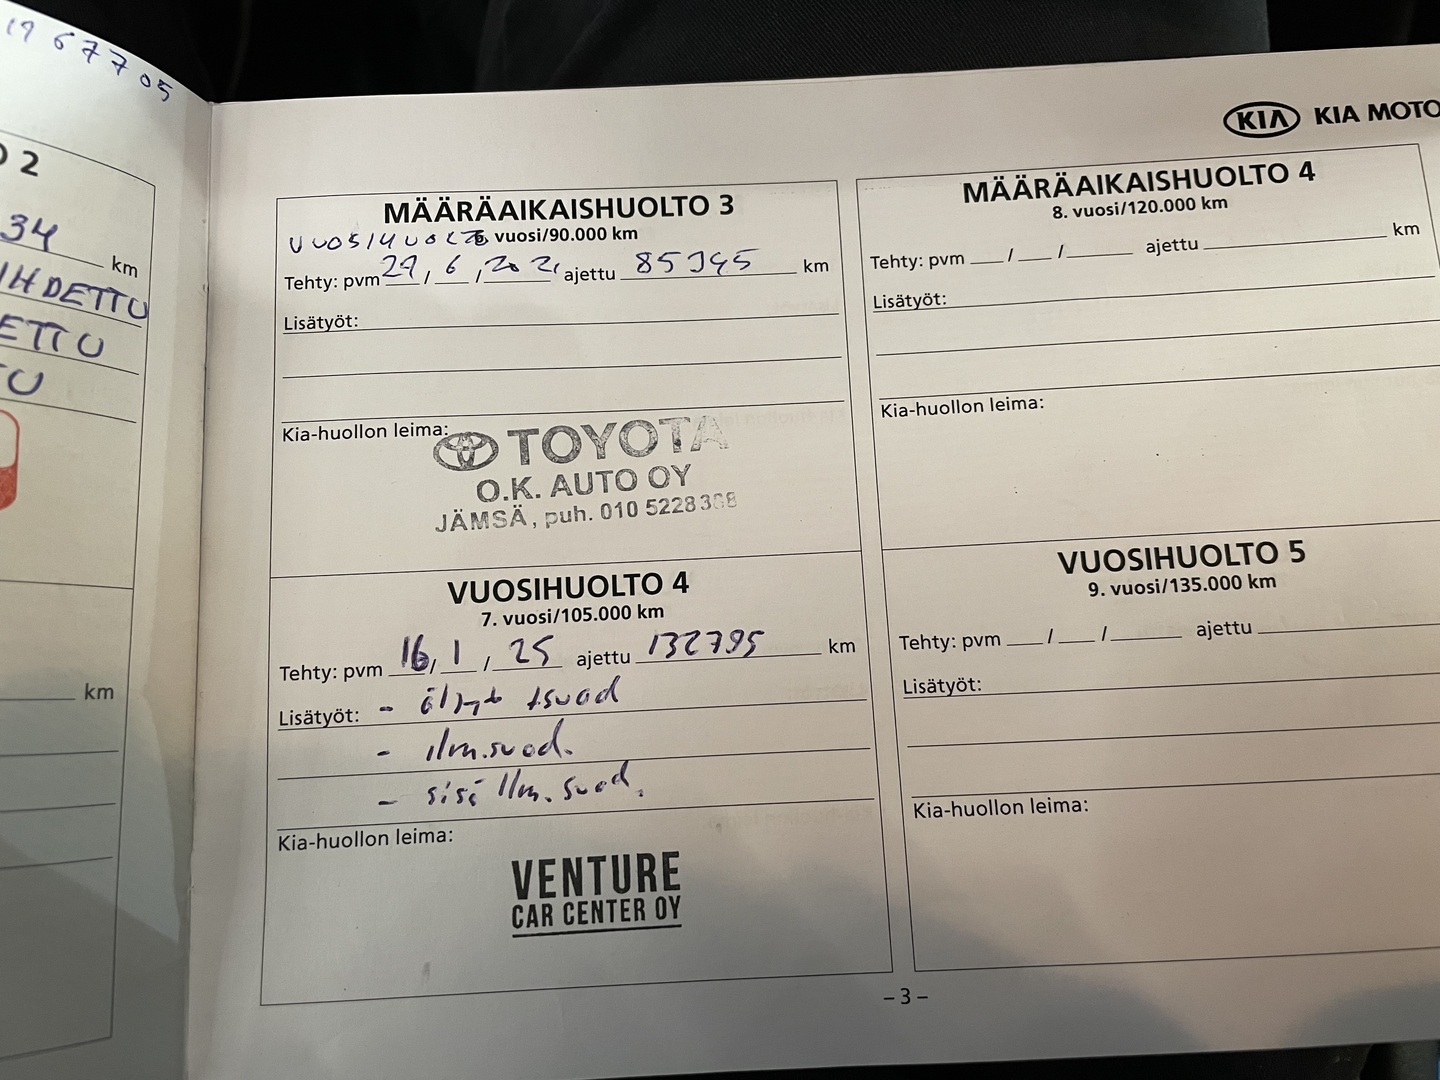 19 67705
O 2
34 km
IHDETTU
ETTU
TU
km
KIA KIA MOTO
MÄÄRÄAIKAISHUOLTO 3
VUOSIHUOLTO vuosi/90.000 km
Tehty: pvm 29, 6, 2021 ajettu 85345 km
Lisätyöt:
Kia-huollon leima:
TOYOTA
O.K. AUTO OY
JÄMSÄ, puh. 010 5228388
VUOSIHUOLTO 4
7. vuosi/105.000 km
Tehty: pvm 16, 1 / 25 ajettu 132795 km
Lisätyöt: - öljyt +suod
- ilm.suod.
- sisä ilm. suod.
Kia-huollon leima:
VENTURE
CAR CENTER OY
MÄÄRÄAIKAISHUOLTO 4
8. vuosi/120.000 km
Tehty: pvm / / ajettu km
Lisätyöt:
Kia-huollon leima:
VUOSIHUOLTO 5
9. vuosi/135.000 km
Tehty: pvm / / ajettu
Lisätyöt:
Kia-huollon leima:
– 3 –